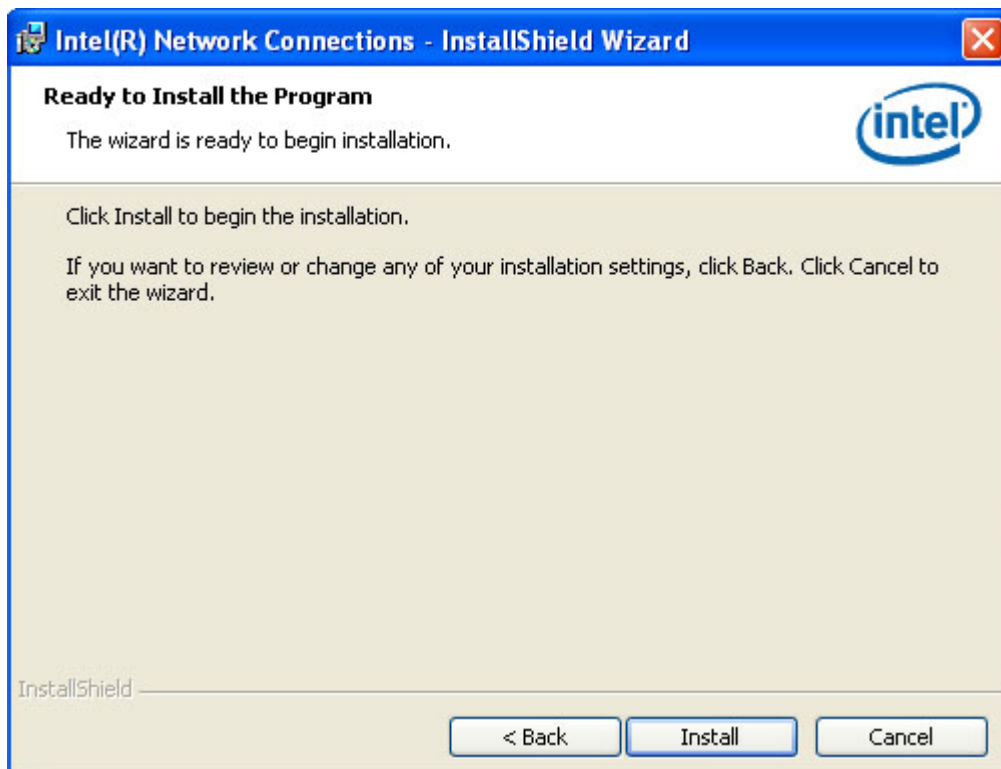 Intel(R) Network Connections - InstallShield Wizard
Ready to Install the Program
The wizard is ready to begin installation.
intel
Click Install to begin the installation.
If you want to review or change any of your installation settings, click Back. Click Cancel to
exit the wizard.
InstallShield
< Back
Install
Cancel